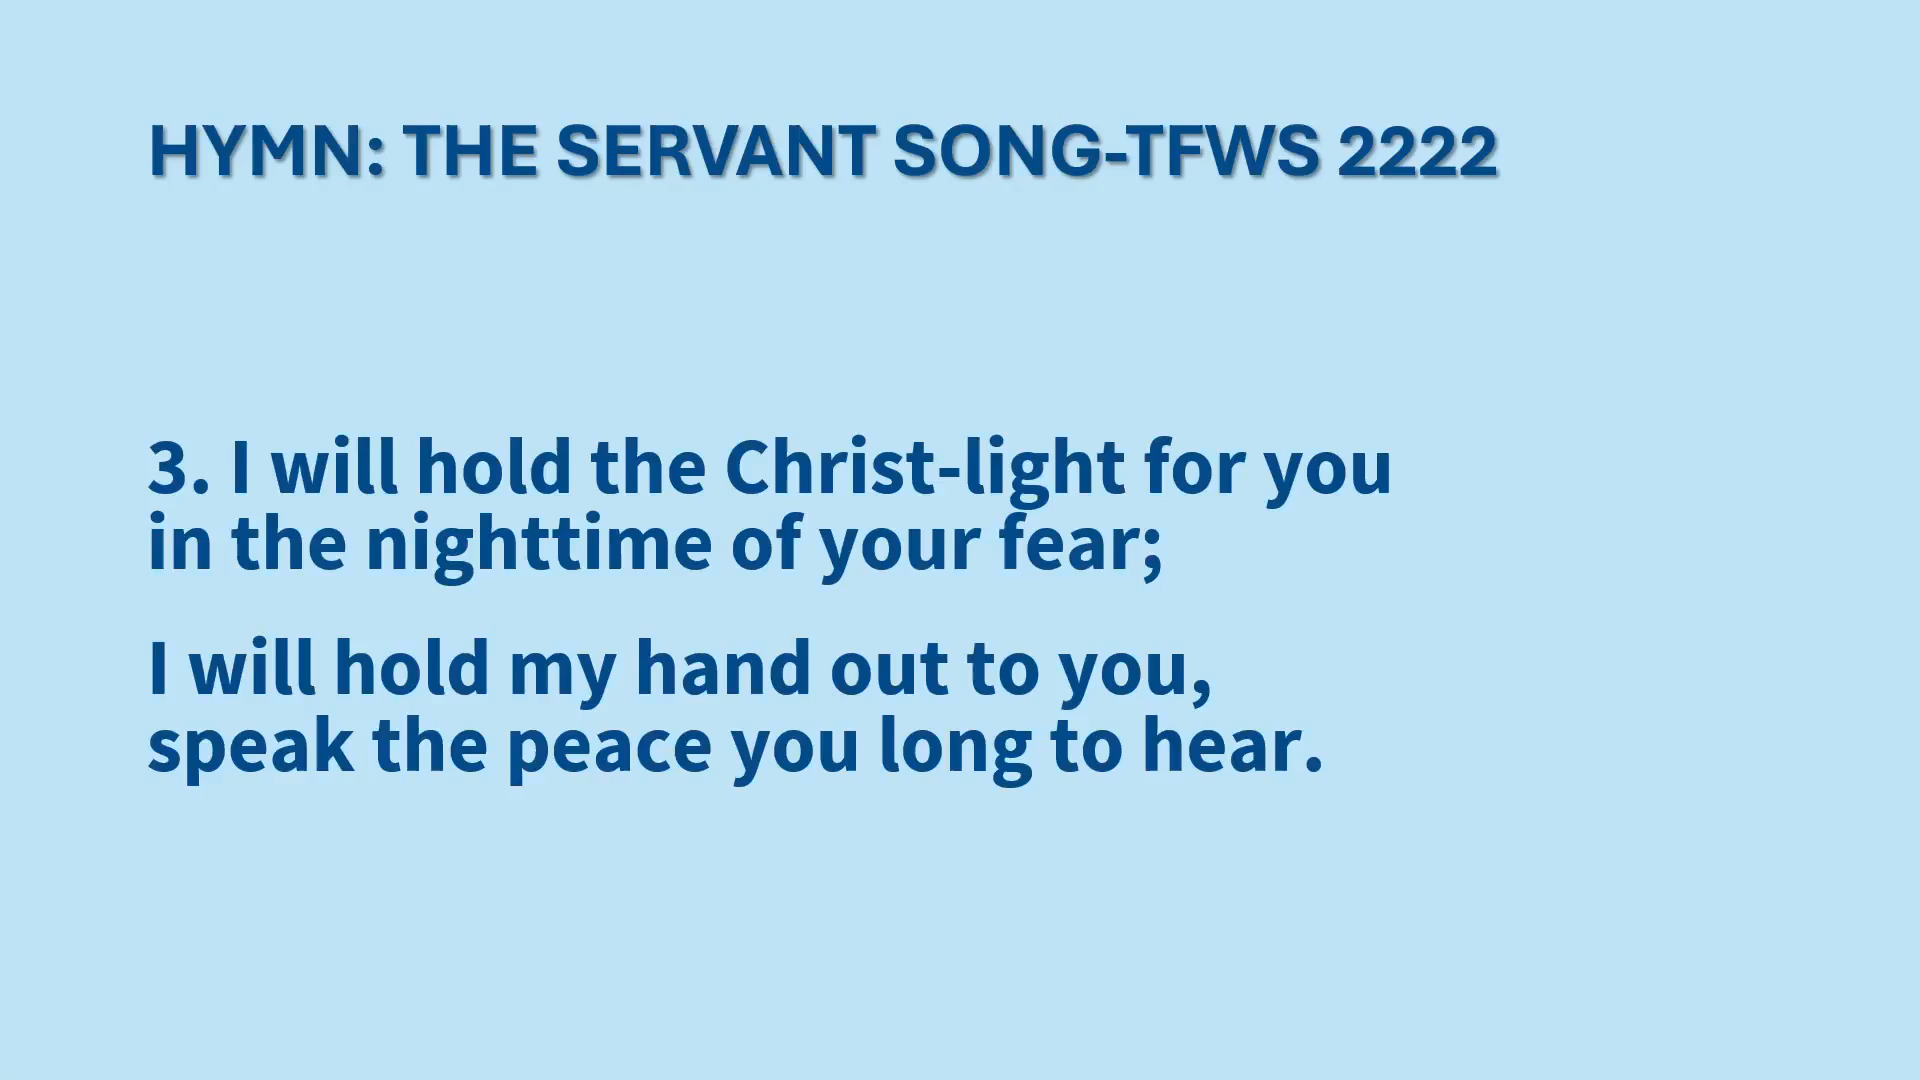 HYMN: THE SERVANT SONG-TFWS 2222
3. I will hold the Christ-light for you
in the nighttime of your fear;
I will hold my hand out to you,
speak the peace you long to hear.